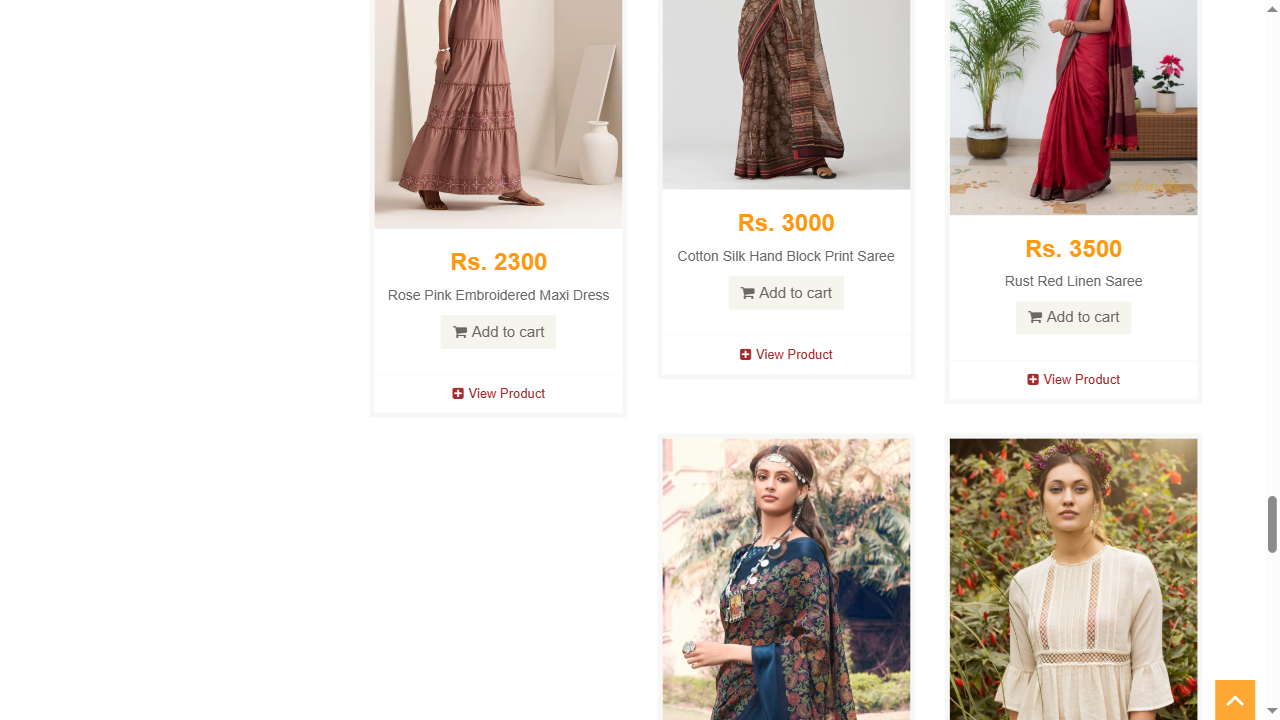 Rs. 2300
Rose Pink Embroidered Maxi Dress
Add to cart
View Product
Rs. 3000
Cotton Silk Hand Block Print Saree
Add to cart
View Product
Rs. 3500
Rust Red Linen Saree
Add to cart
View Product